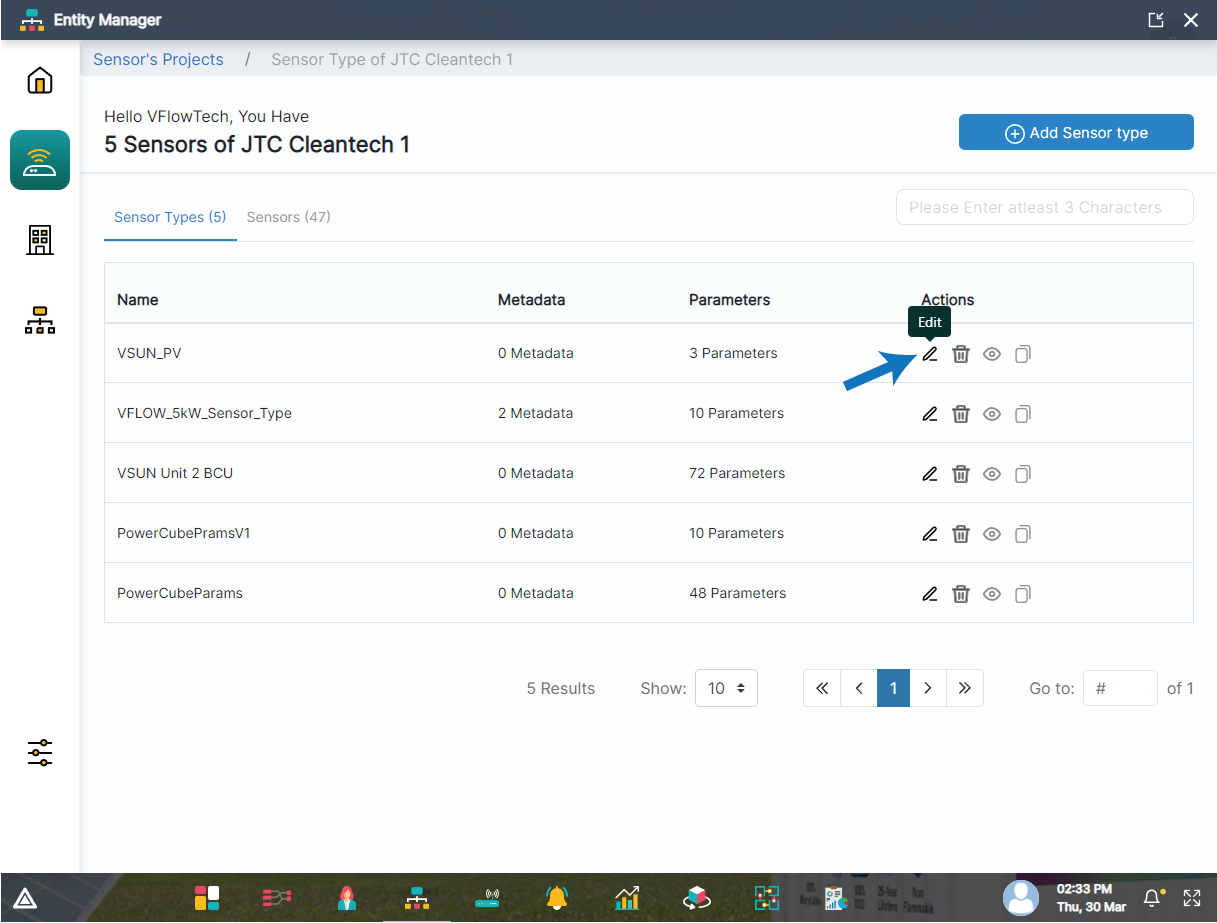 Entity Manager
Sensor's Projects / Sensor Type of JTC Cleantech 1
Hello VFlowTech, You Have
5 Sensors of JTC Cleantech 1
Add Sensor type
Sensor Types (5) Sensors (47)
Please Enter atleast 3 Characters
Name Metadata Parameters Actions
Edit
VSUN_PV 0 Metadata 3 Parameters
VFLOW_5kW_Sensor_Type 2 Metadata 10 Parameters
VSUN Unit 2 BCU 0 Metadata 72 Parameters
PowerCubePramsV1 0 Metadata 10 Parameters
PowerCubeParams 0 Metadata 48 Parameters
5 Results Show: 10 « < 1 > » Go to: # of 1
02:33 PM
Thu, 30 Mar